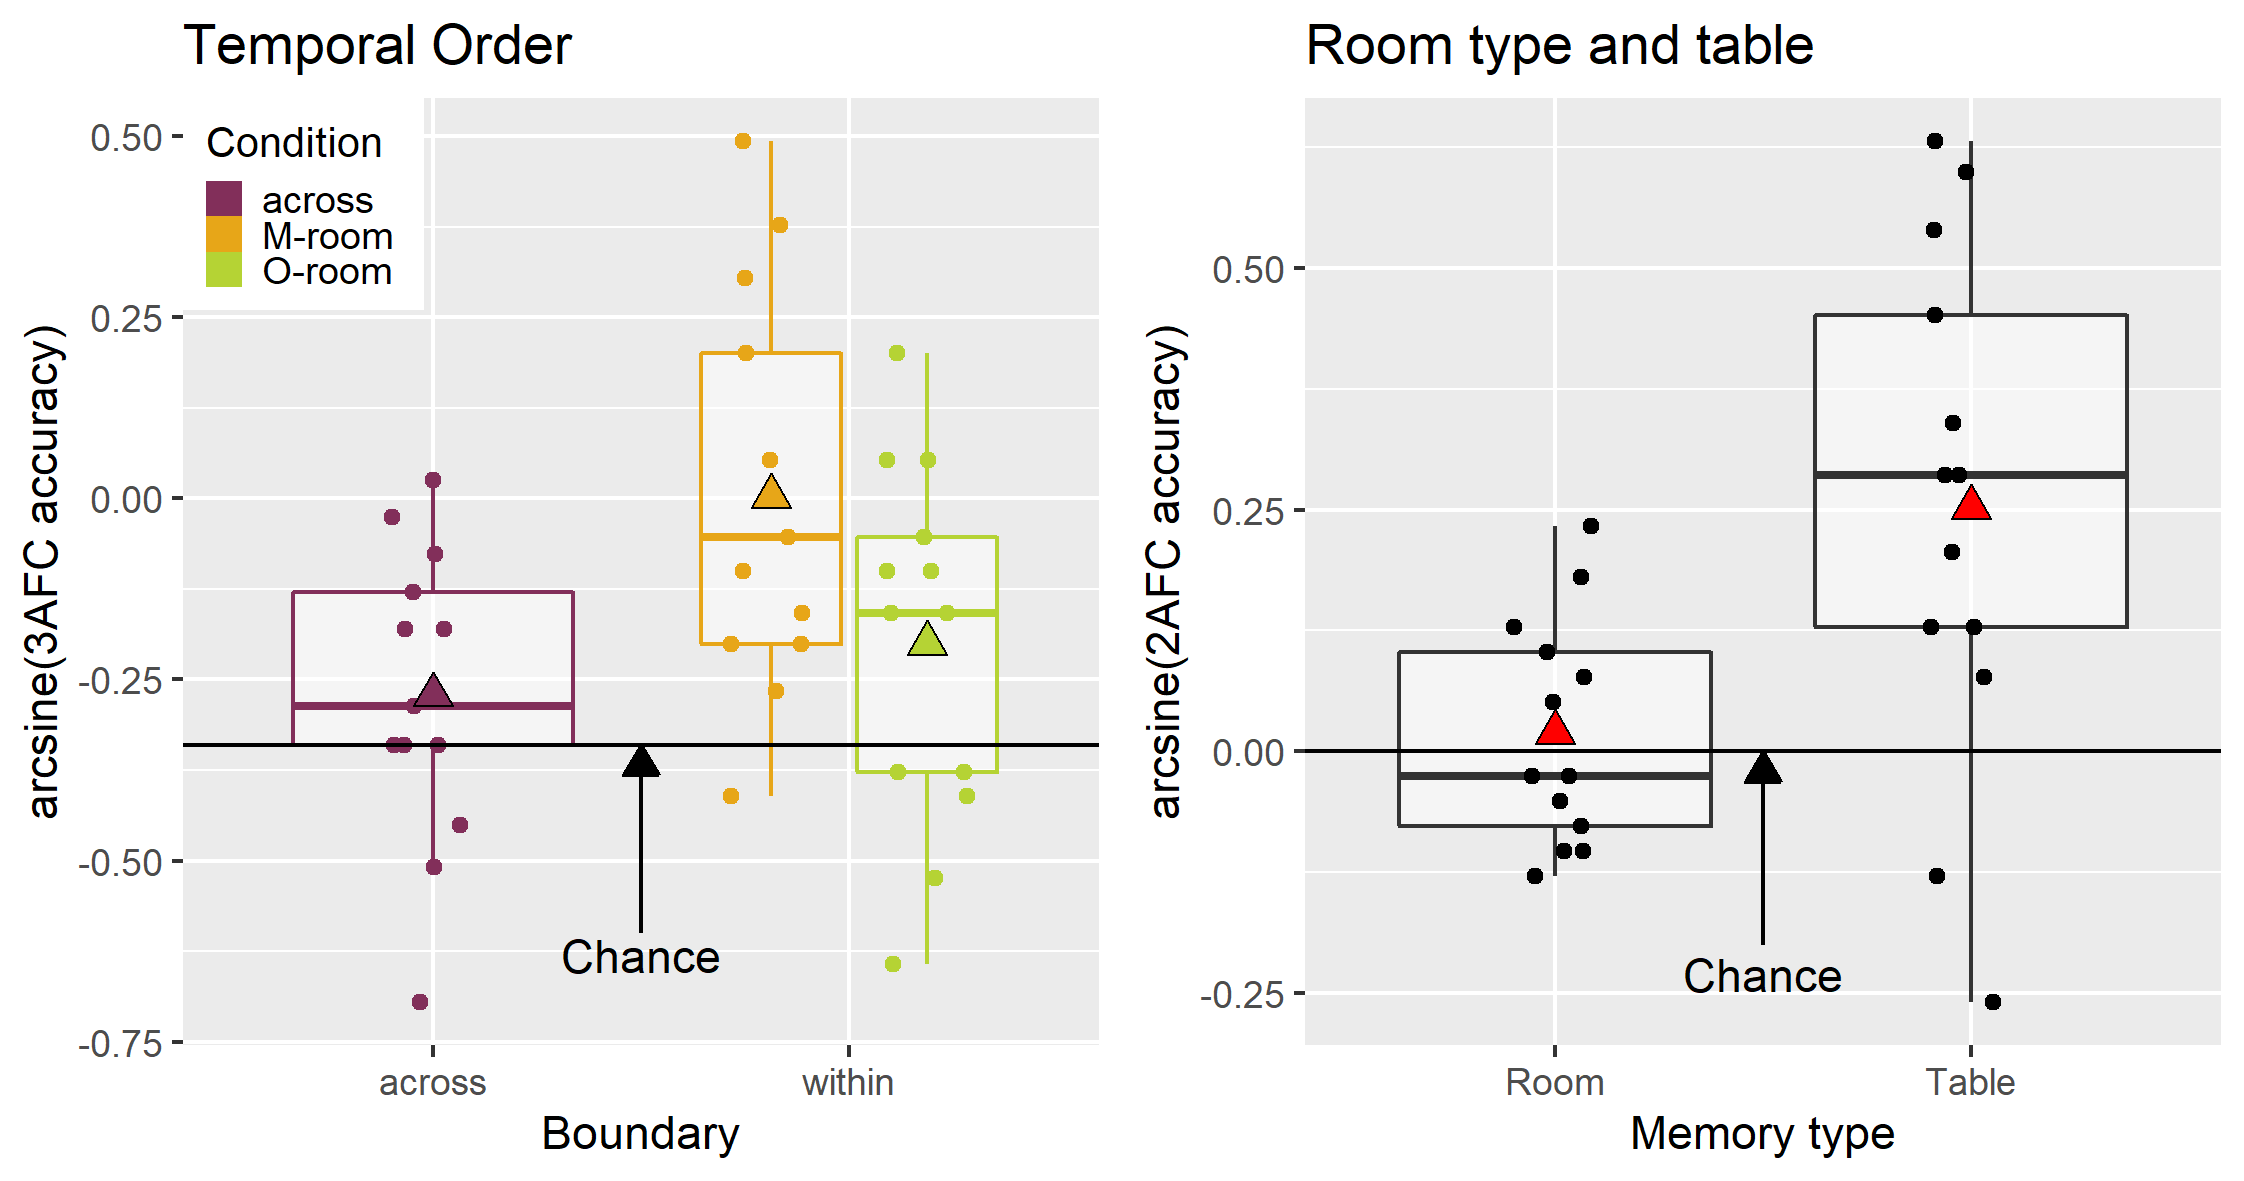 Temporal Order
Condition
across
M-room
O-room
0.50
0.25
0.00
-0.25
-0.50
-0.75
arcsine(3AFC accuracy)
Chance
across
within
Boundary
Room type and table
0.50
0.25
0.00
-0.25
arcsine(2AFC accuracy)
Chance
Room
Table
Memory type